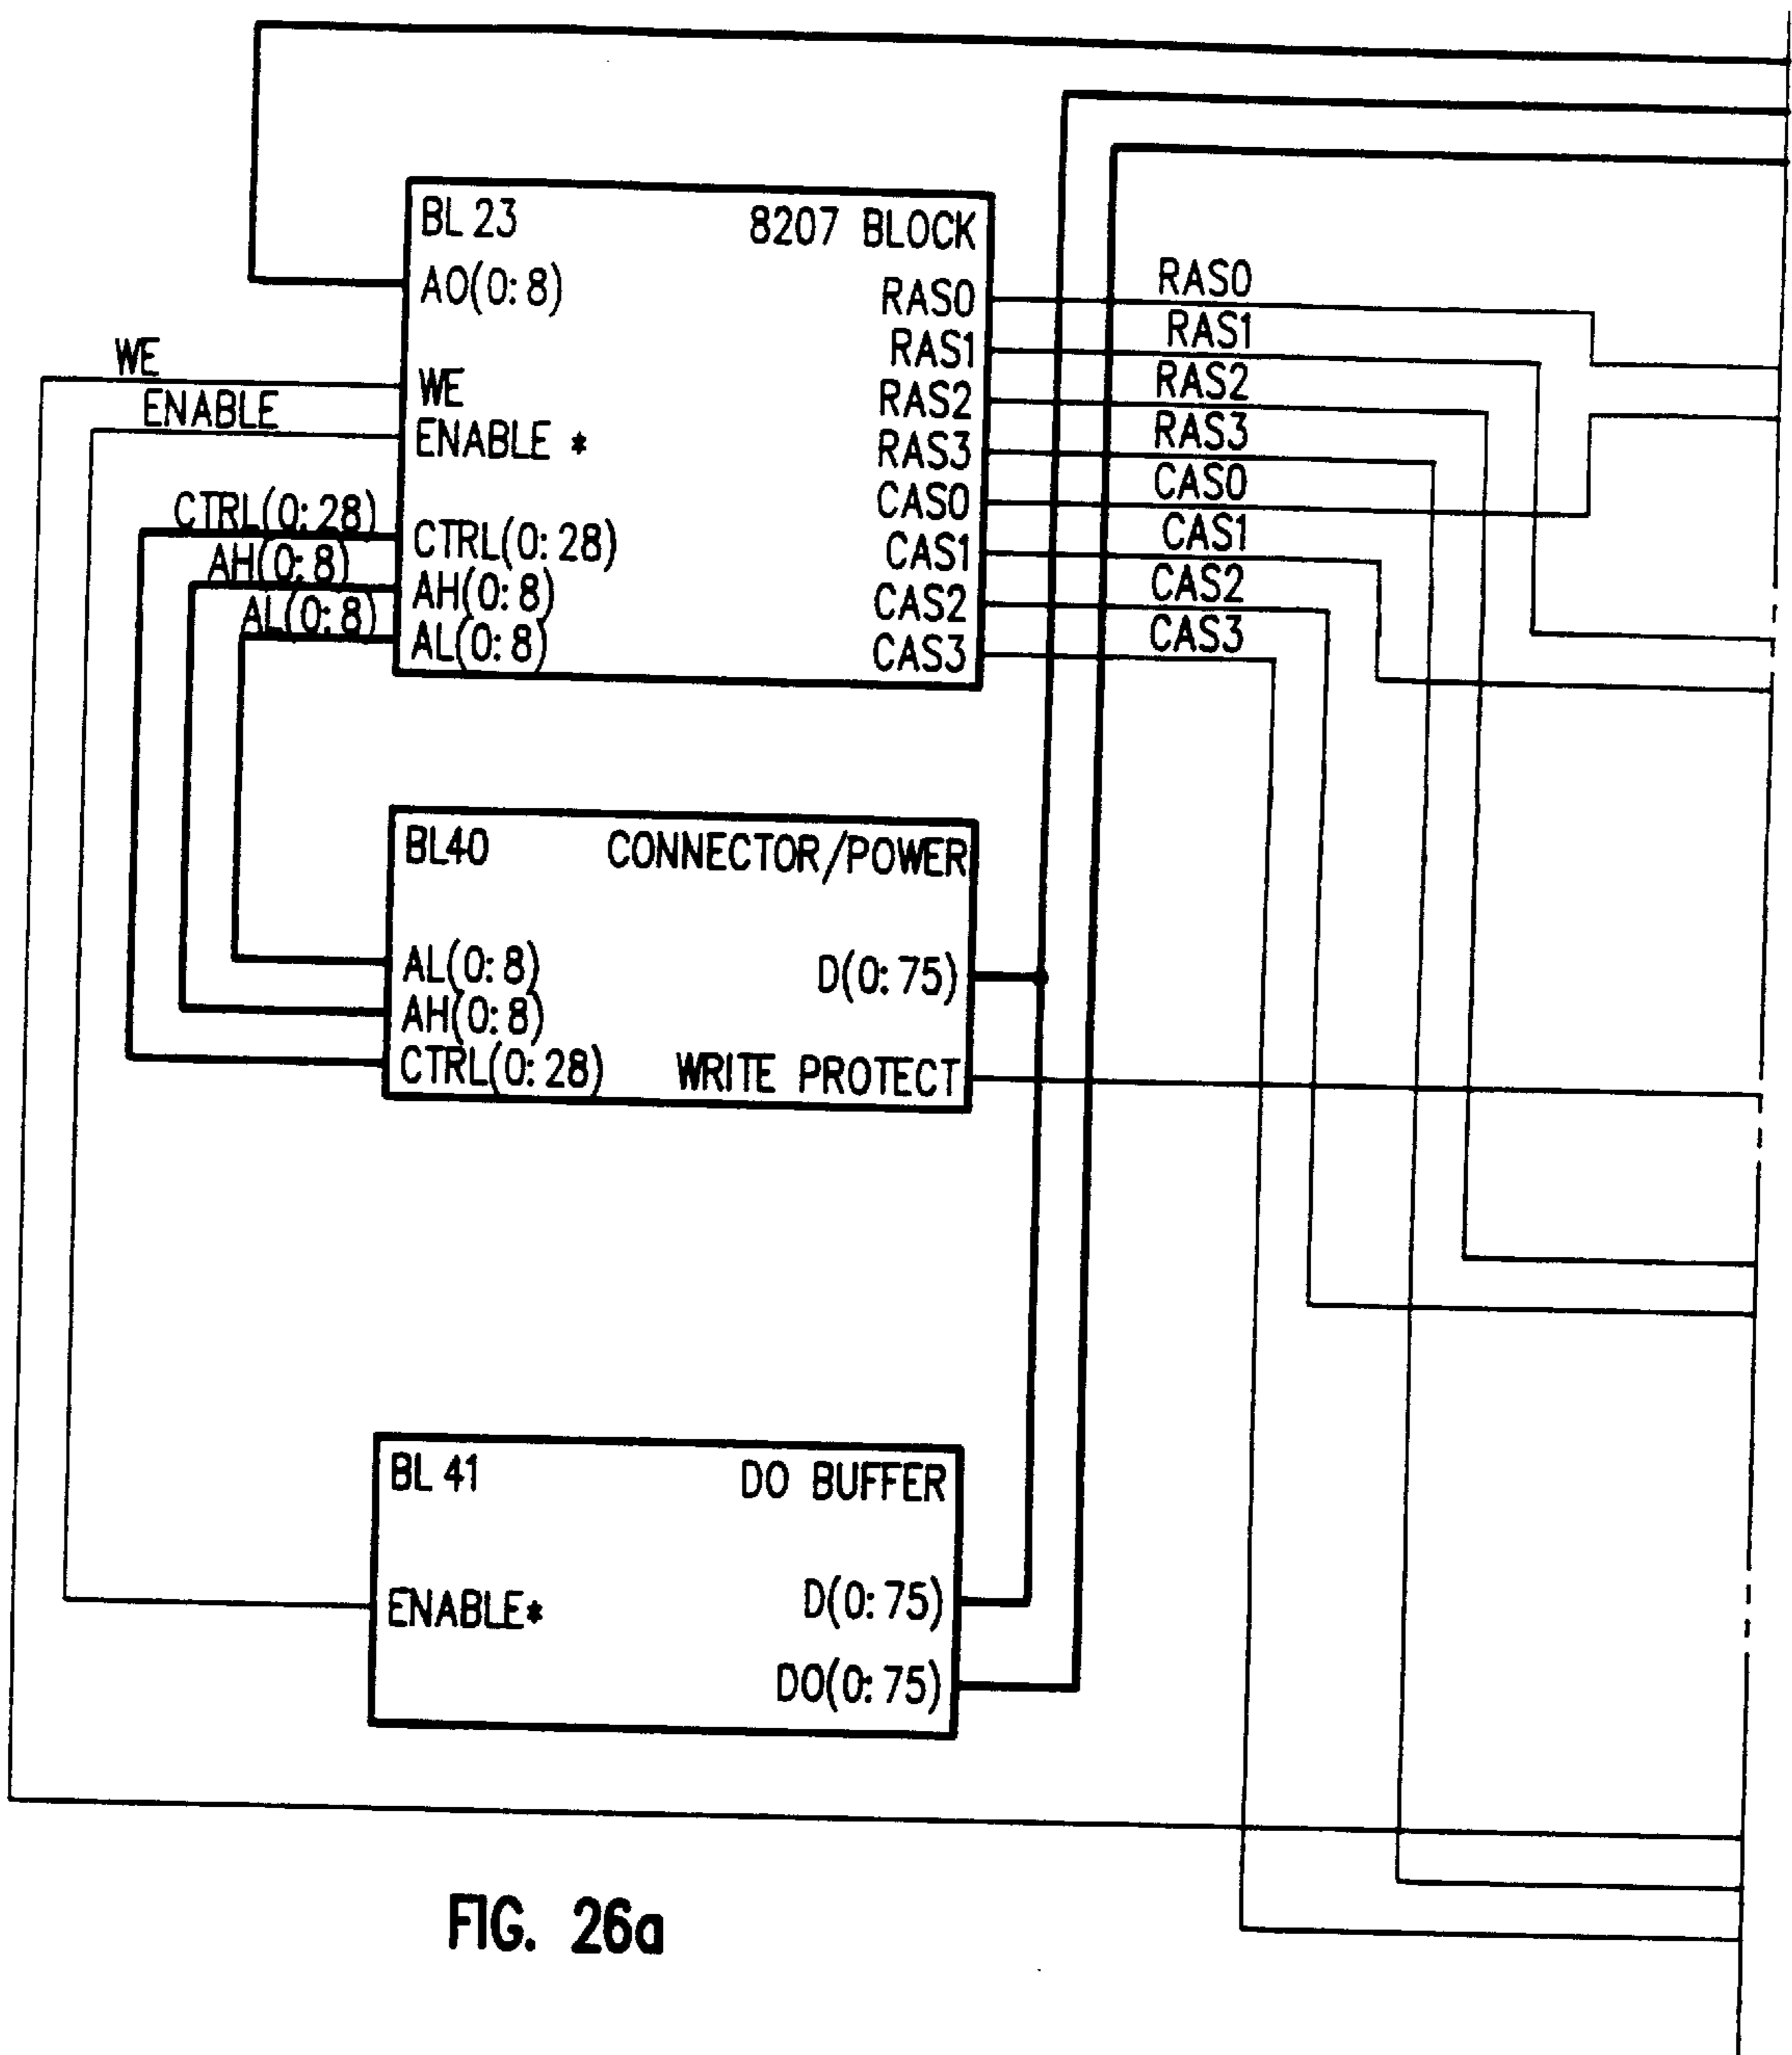 BL 23 8207 BLOCK
AO(0:8)
WE
ENABLE *
CTRL(0:28)
AH(0:8)
AL(0:8)
RAS0
RAS1
RAS2
RAS3
CAS0
CAS1
CAS2
CAS3
WE
ENABLE
CTRL(0:28)
AH(0:8)
AL(0:8)
RAS0
RAS1
RAS2
RAS3
CAS0
CAS1
CAS2
CAS3
BL40 CONNECTOR/POWER
AL(0:8)
AH(0:8)
CTRL(0:28)
D(0:75)
WRITE PROTECT
BL 41 DO BUFFER
ENABLE*
D(0:75)
DO(0:75)
FIG. 26a